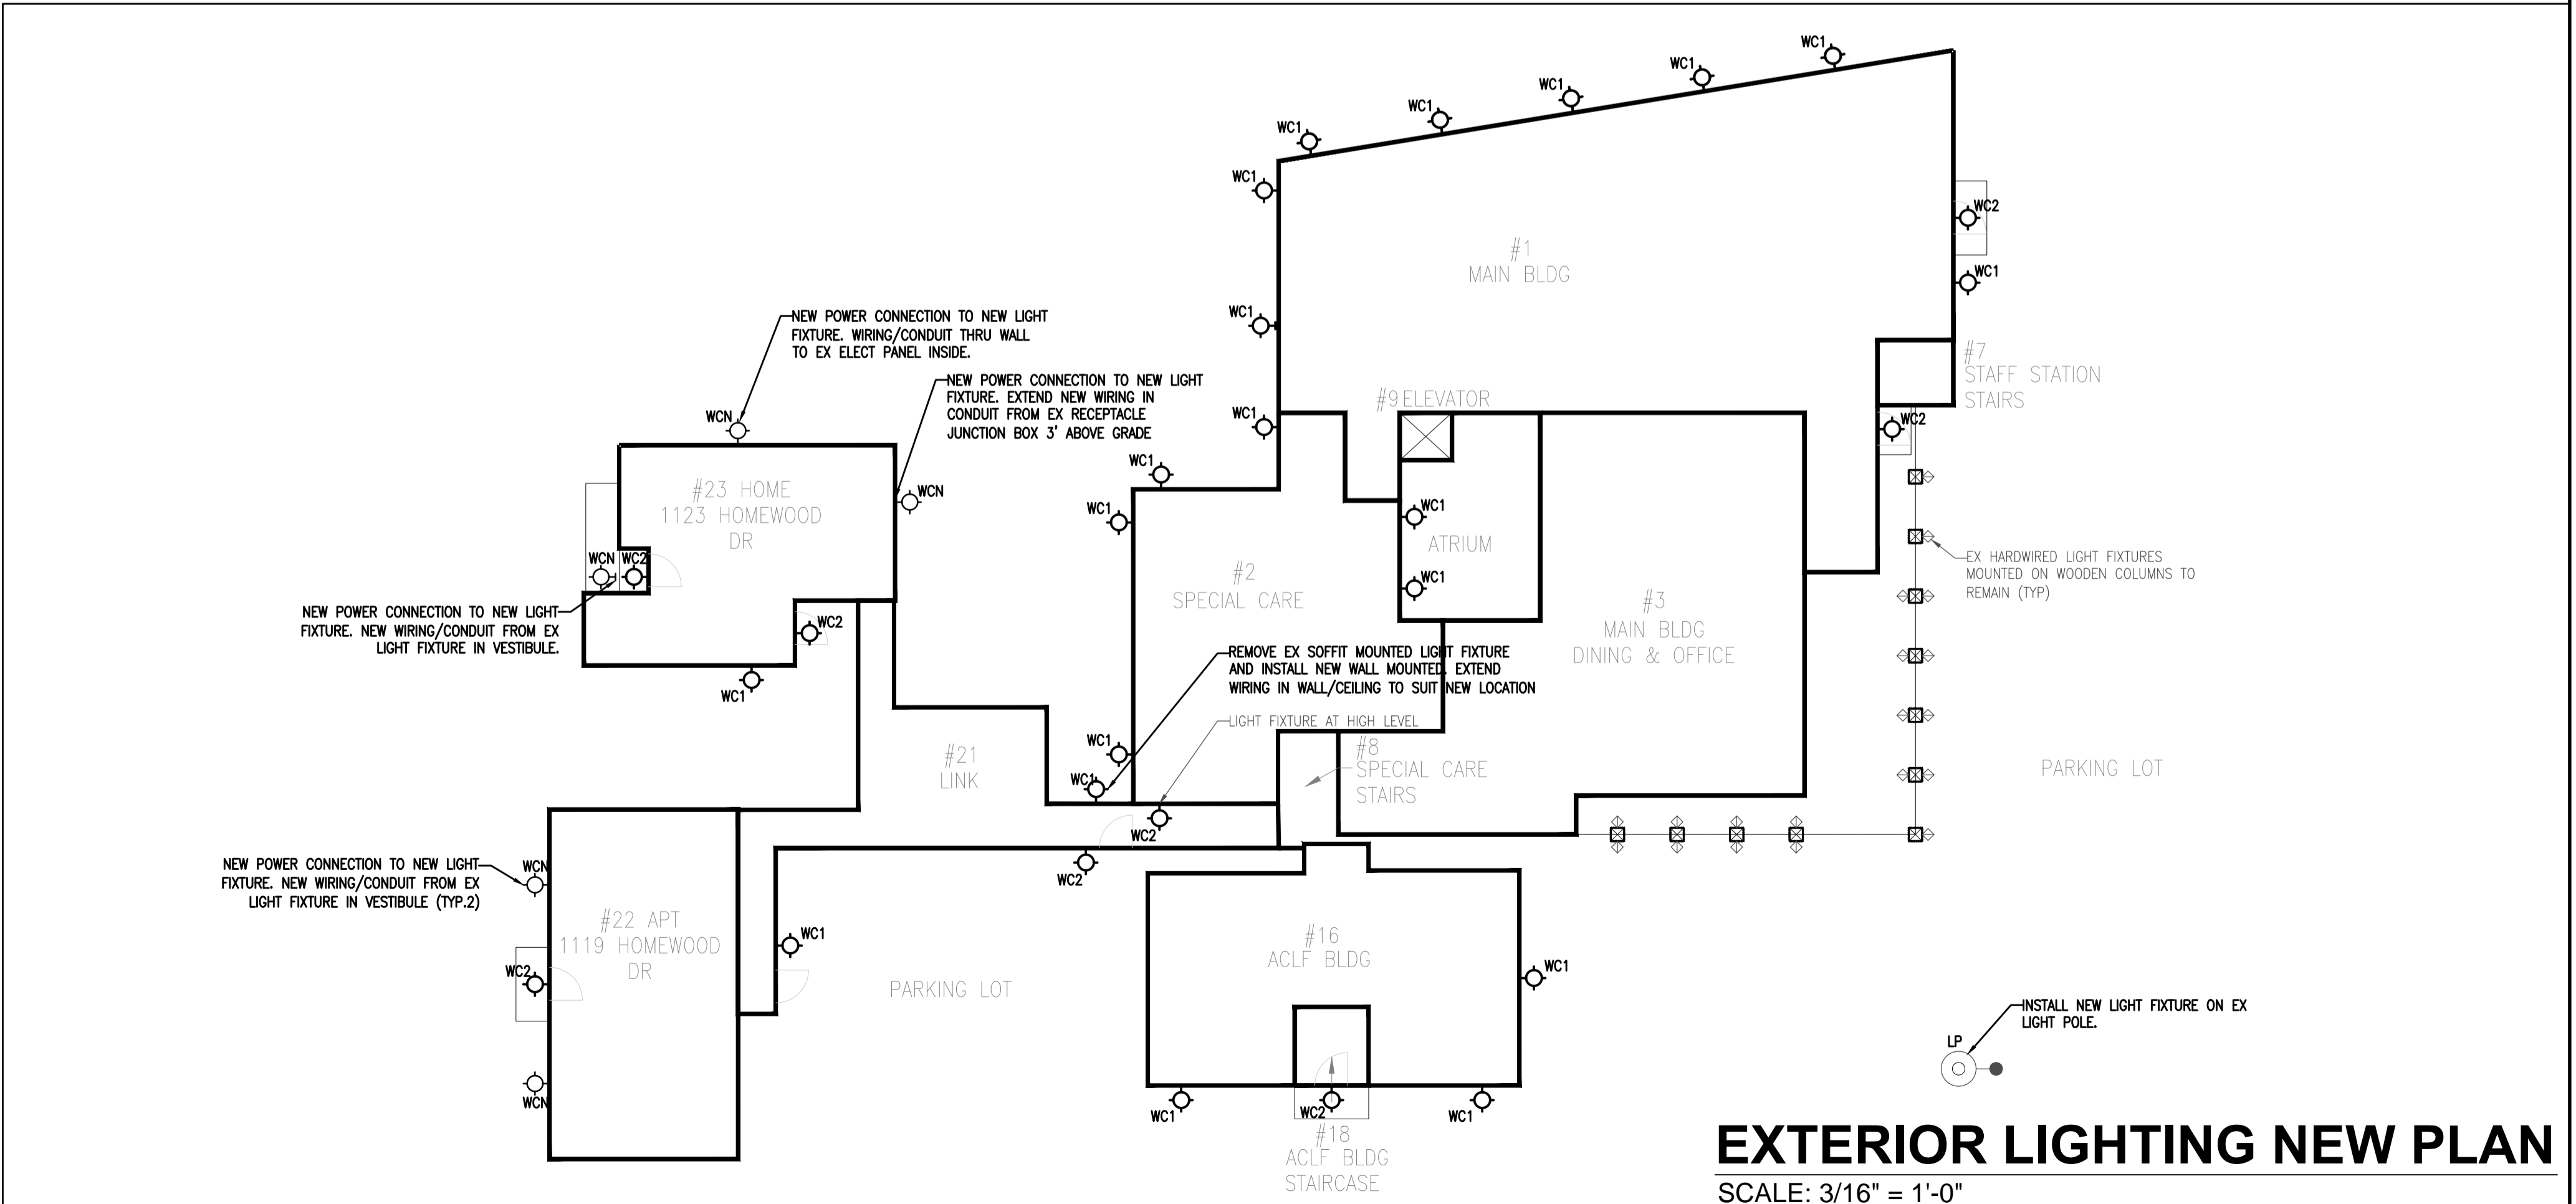 WC1
WC1
WC1
WC1
WC1
WC1
WC2
#1
MAIN BLDG
WC1
NEW POWER CONNECTION TO NEW LIGHT
FIXTURE. WIRING/CONDUIT THRU WALL
TO EX ELECT PANEL INSIDE.
WC1
#7
STAFF STATION
STAIRS
NEW POWER CONNECTION TO NEW LIGHT
FIXTURE. EXTEND NEW WIRING IN
CONDUIT FROM EX RECEPTACLE
JUNCTION BOX 3' ABOVE GRADE
#9 ELEVATOR
WCN
WC1
WC2
WC1
#23 HOME
1123 HOMEWOOD
DR
WCN
WC1
WC1
ATRIUM
WC1
WCN
WC2
#2
SPECIAL CARE
EX HARDWIRED LIGHT FIXTURES
MOUNTED ON WOODEN COLUMNS TO
REMAIN (TYP)
#3
MAIN BLDG
DINING & OFFICE
NEW POWER CONNECTION TO NEW LIGHT
FIXTURE. NEW WIRING/CONDUIT FROM EX
LIGHT FIXTURE IN VESTIBULE.
WC2
WC1
REMOVE EX SOFFIT MOUNTED LIGHT FIXTURE
AND INSTALL NEW WALL MOUNTED. EXTEND
WIRING IN WALL/CEILING TO SUIT NEW LOCATION
LIGHT FIXTURE AT HIGH LEVEL
#21
LINK
WC1
WC1
#8
SPECIAL CARE
STAIRS
PARKING LOT
WC2
WC2
NEW POWER CONNECTION TO NEW LIGHT
FIXTURE. NEW WIRING/CONDUIT FROM EX
LIGHT FIXTURE IN VESTIBULE (TYP.2)
WCN
#22 APT
1119 HOMEWOOD
DR
WC1
WC2
PARKING LOT
#16
ACLF BLDG
WC1
WCN
INSTALL NEW LIGHT FIXTURE ON EX
LIGHT POLE.
LP
WC1
WC2
WC1
#18
ACLF BLDG
STAIRCASE
EXTERIOR LIGHTING NEW PLAN
SCALE: 3/16" = 1'-0"